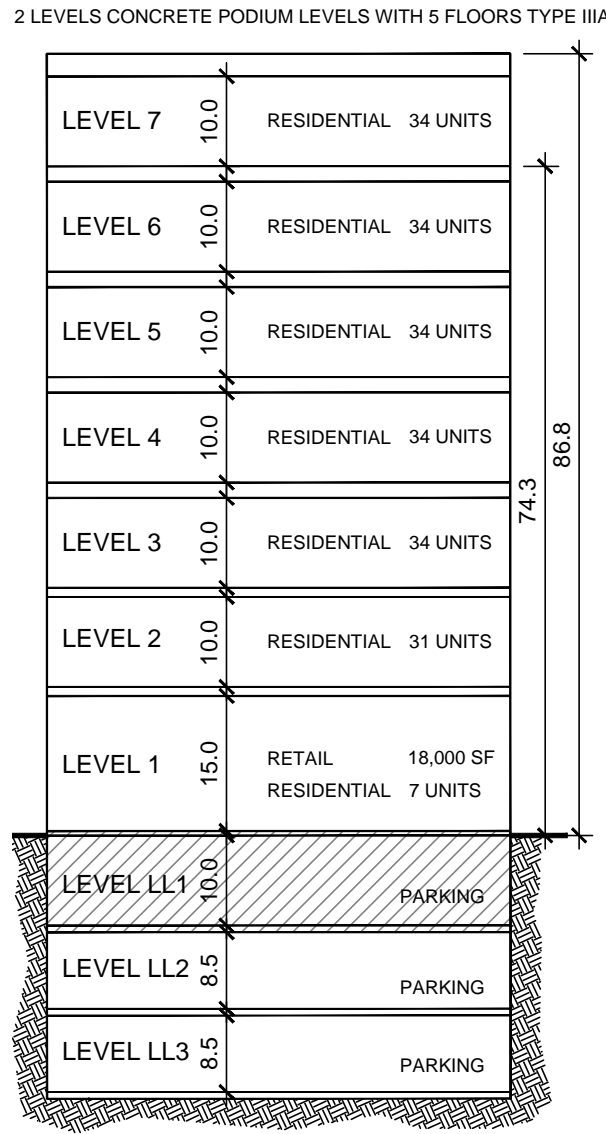 2 LEVELS CONCRETE PODIUM LEVELS WITH 5 FLOORS TYPE IIIA
LEVEL 7 10.0 RESIDENTIAL 34 UNITS
LEVEL 6 10.0 RESIDENTIAL 34 UNITS
LEVEL 5 10.0 RESIDENTIAL 34 UNITS
LEVEL 4 10.0 RESIDENTIAL 34 UNITS
86.8
74.3
LEVEL 3 10.0 RESIDENTIAL 34 UNITS
LEVEL 2 10.0 RESIDENTIAL 31 UNITS
LEVEL 1 15.0 RETAIL 18,000 SF
RESIDENTIAL 7 UNITS
LEVEL LL1 10.0 PARKING
LEVEL LL2 8.5 PARKING
LEVEL LL3 8.5 PARKING